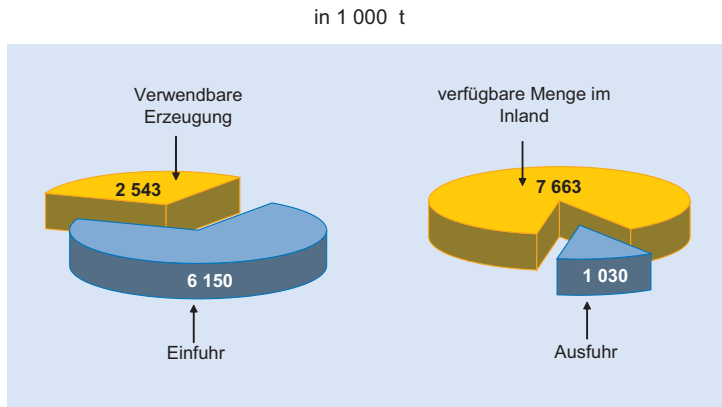 in 1 000 t
Verwendbare
Erzeugung
2 543
6 150
Einfuhr
verfügbare Menge im
Inland
7 663
1 030
Ausfuhr